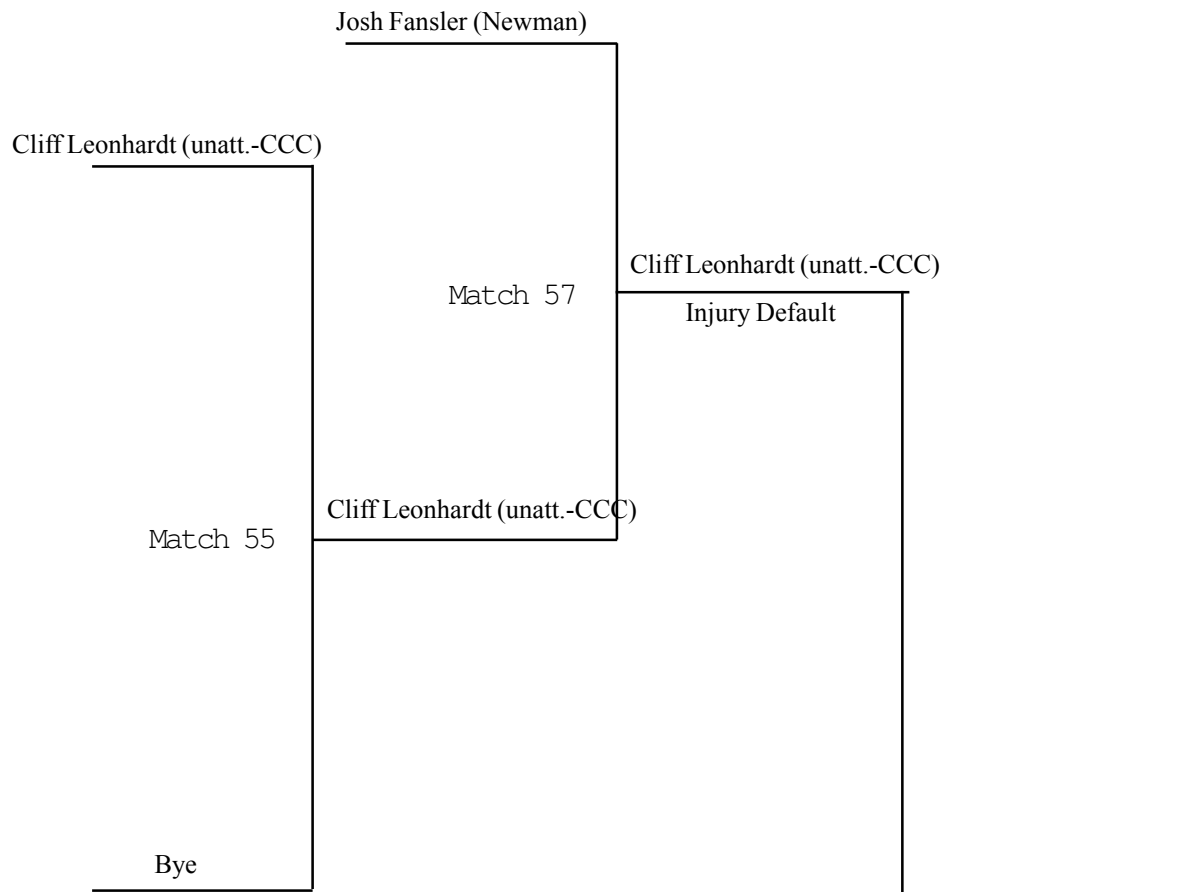 Josh Fansler (Newman)
Cliff Leonhardt (unatt.-CCC)
Cliff Leonhardt (unatt.-CCC)
Match 57
Injury Default
Cliff Leonhardt (unatt.-CCC)
Match 55
Bye